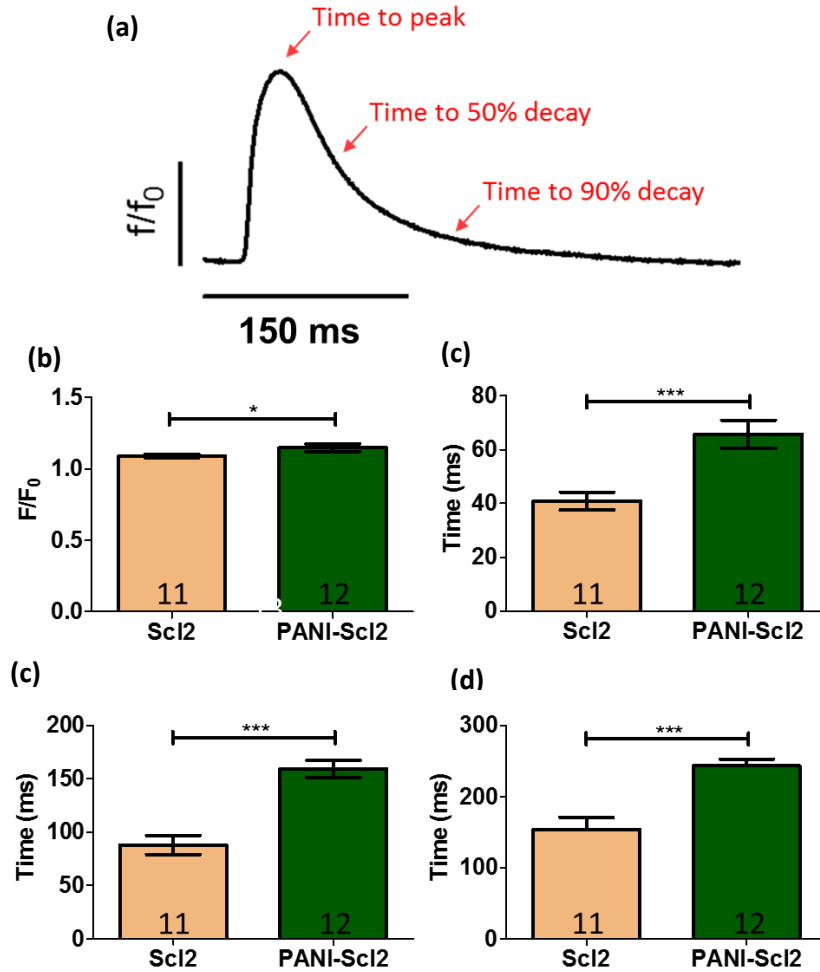 (a)
Time to peak
Time to 50% decay
Time to 90% decay
f/f0
150 ms
(b)
1.5
1.0
0.5
0.0
F/F0
*
11
12
Scl2
PANI-Scl2
(c)
80
60
40
20
0
Time (ms)
***
11
12
Scl2
PANI-Scl2
(c)
200
150
100
50
0
Time (ms)
***
11
12
Scl2
PANI-Scl2
(d)
300
200
100
0
Time (ms)
***
11
12
Scl2
PANI-Scl2